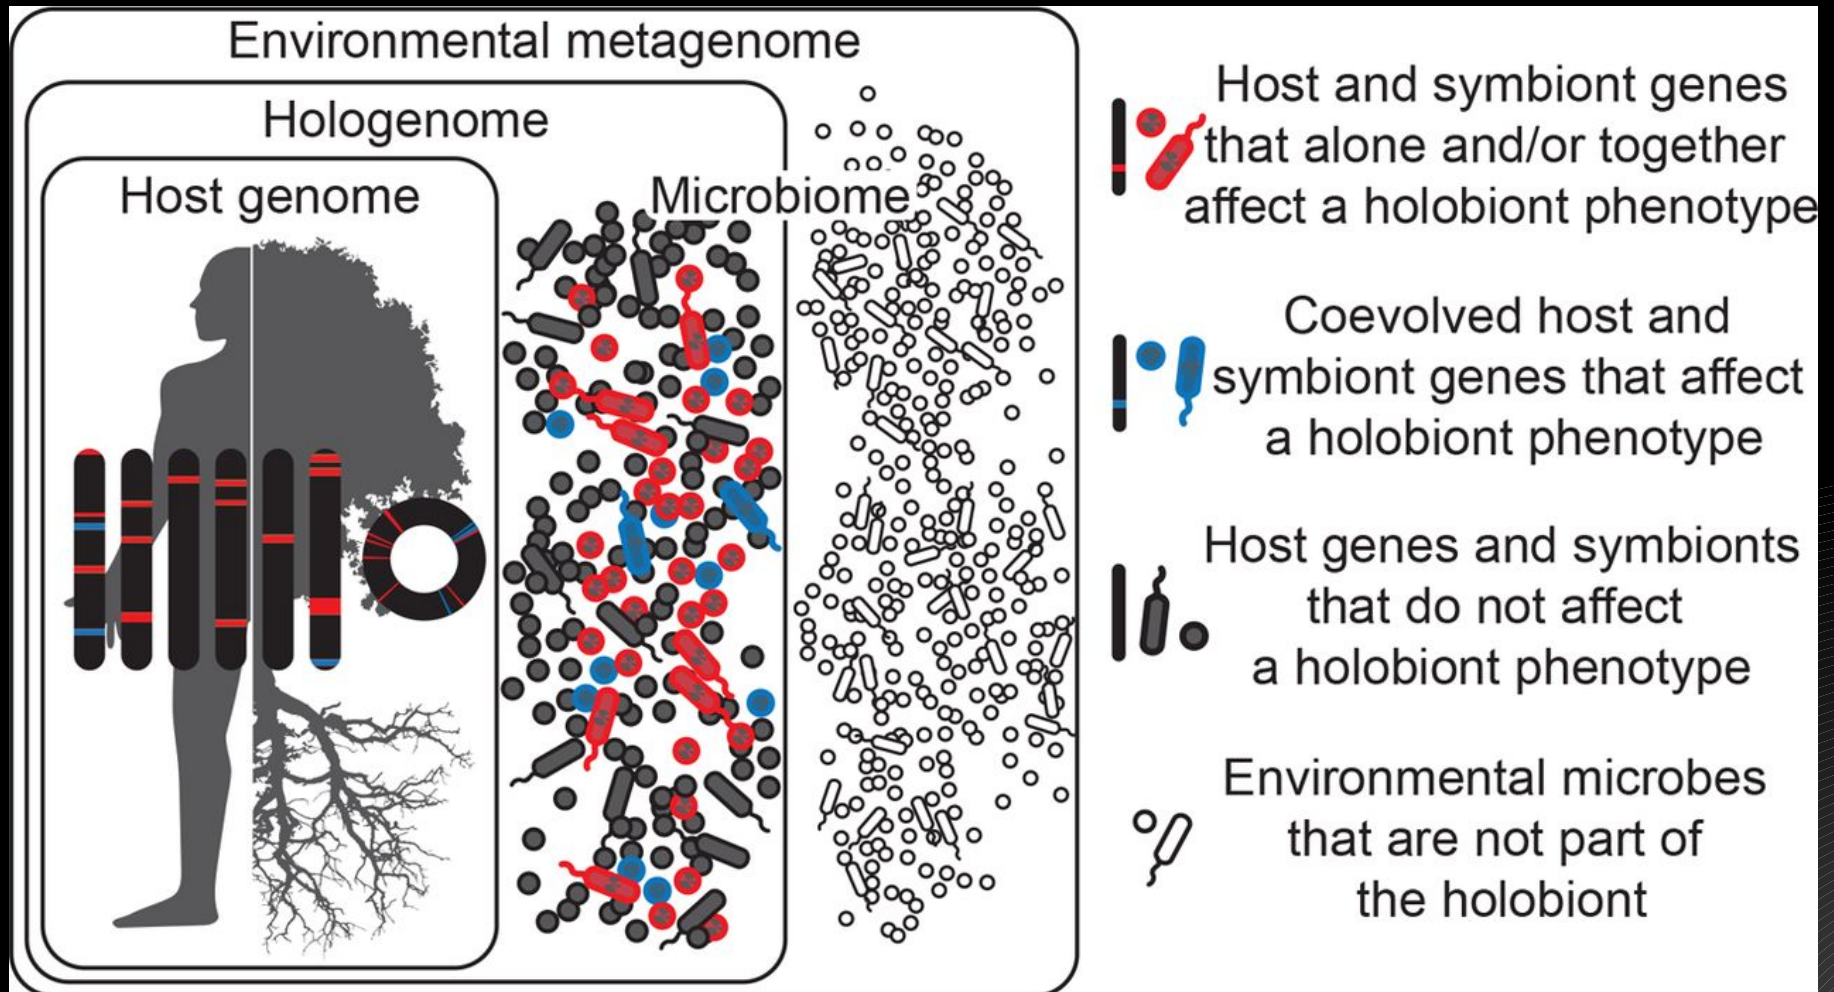 Environmental metagenome
Hologenome
Host genome
Microbiome
Host and symbiont genes
that alone and/or together
affect a holobiont phenotype
Coevolved host and
symbiont genes that affect
a holobiont phenotype
Host genes and symbionts
that do not affect
a holobiont phenotype
Environmental microbes
that are not part of
the holobiont